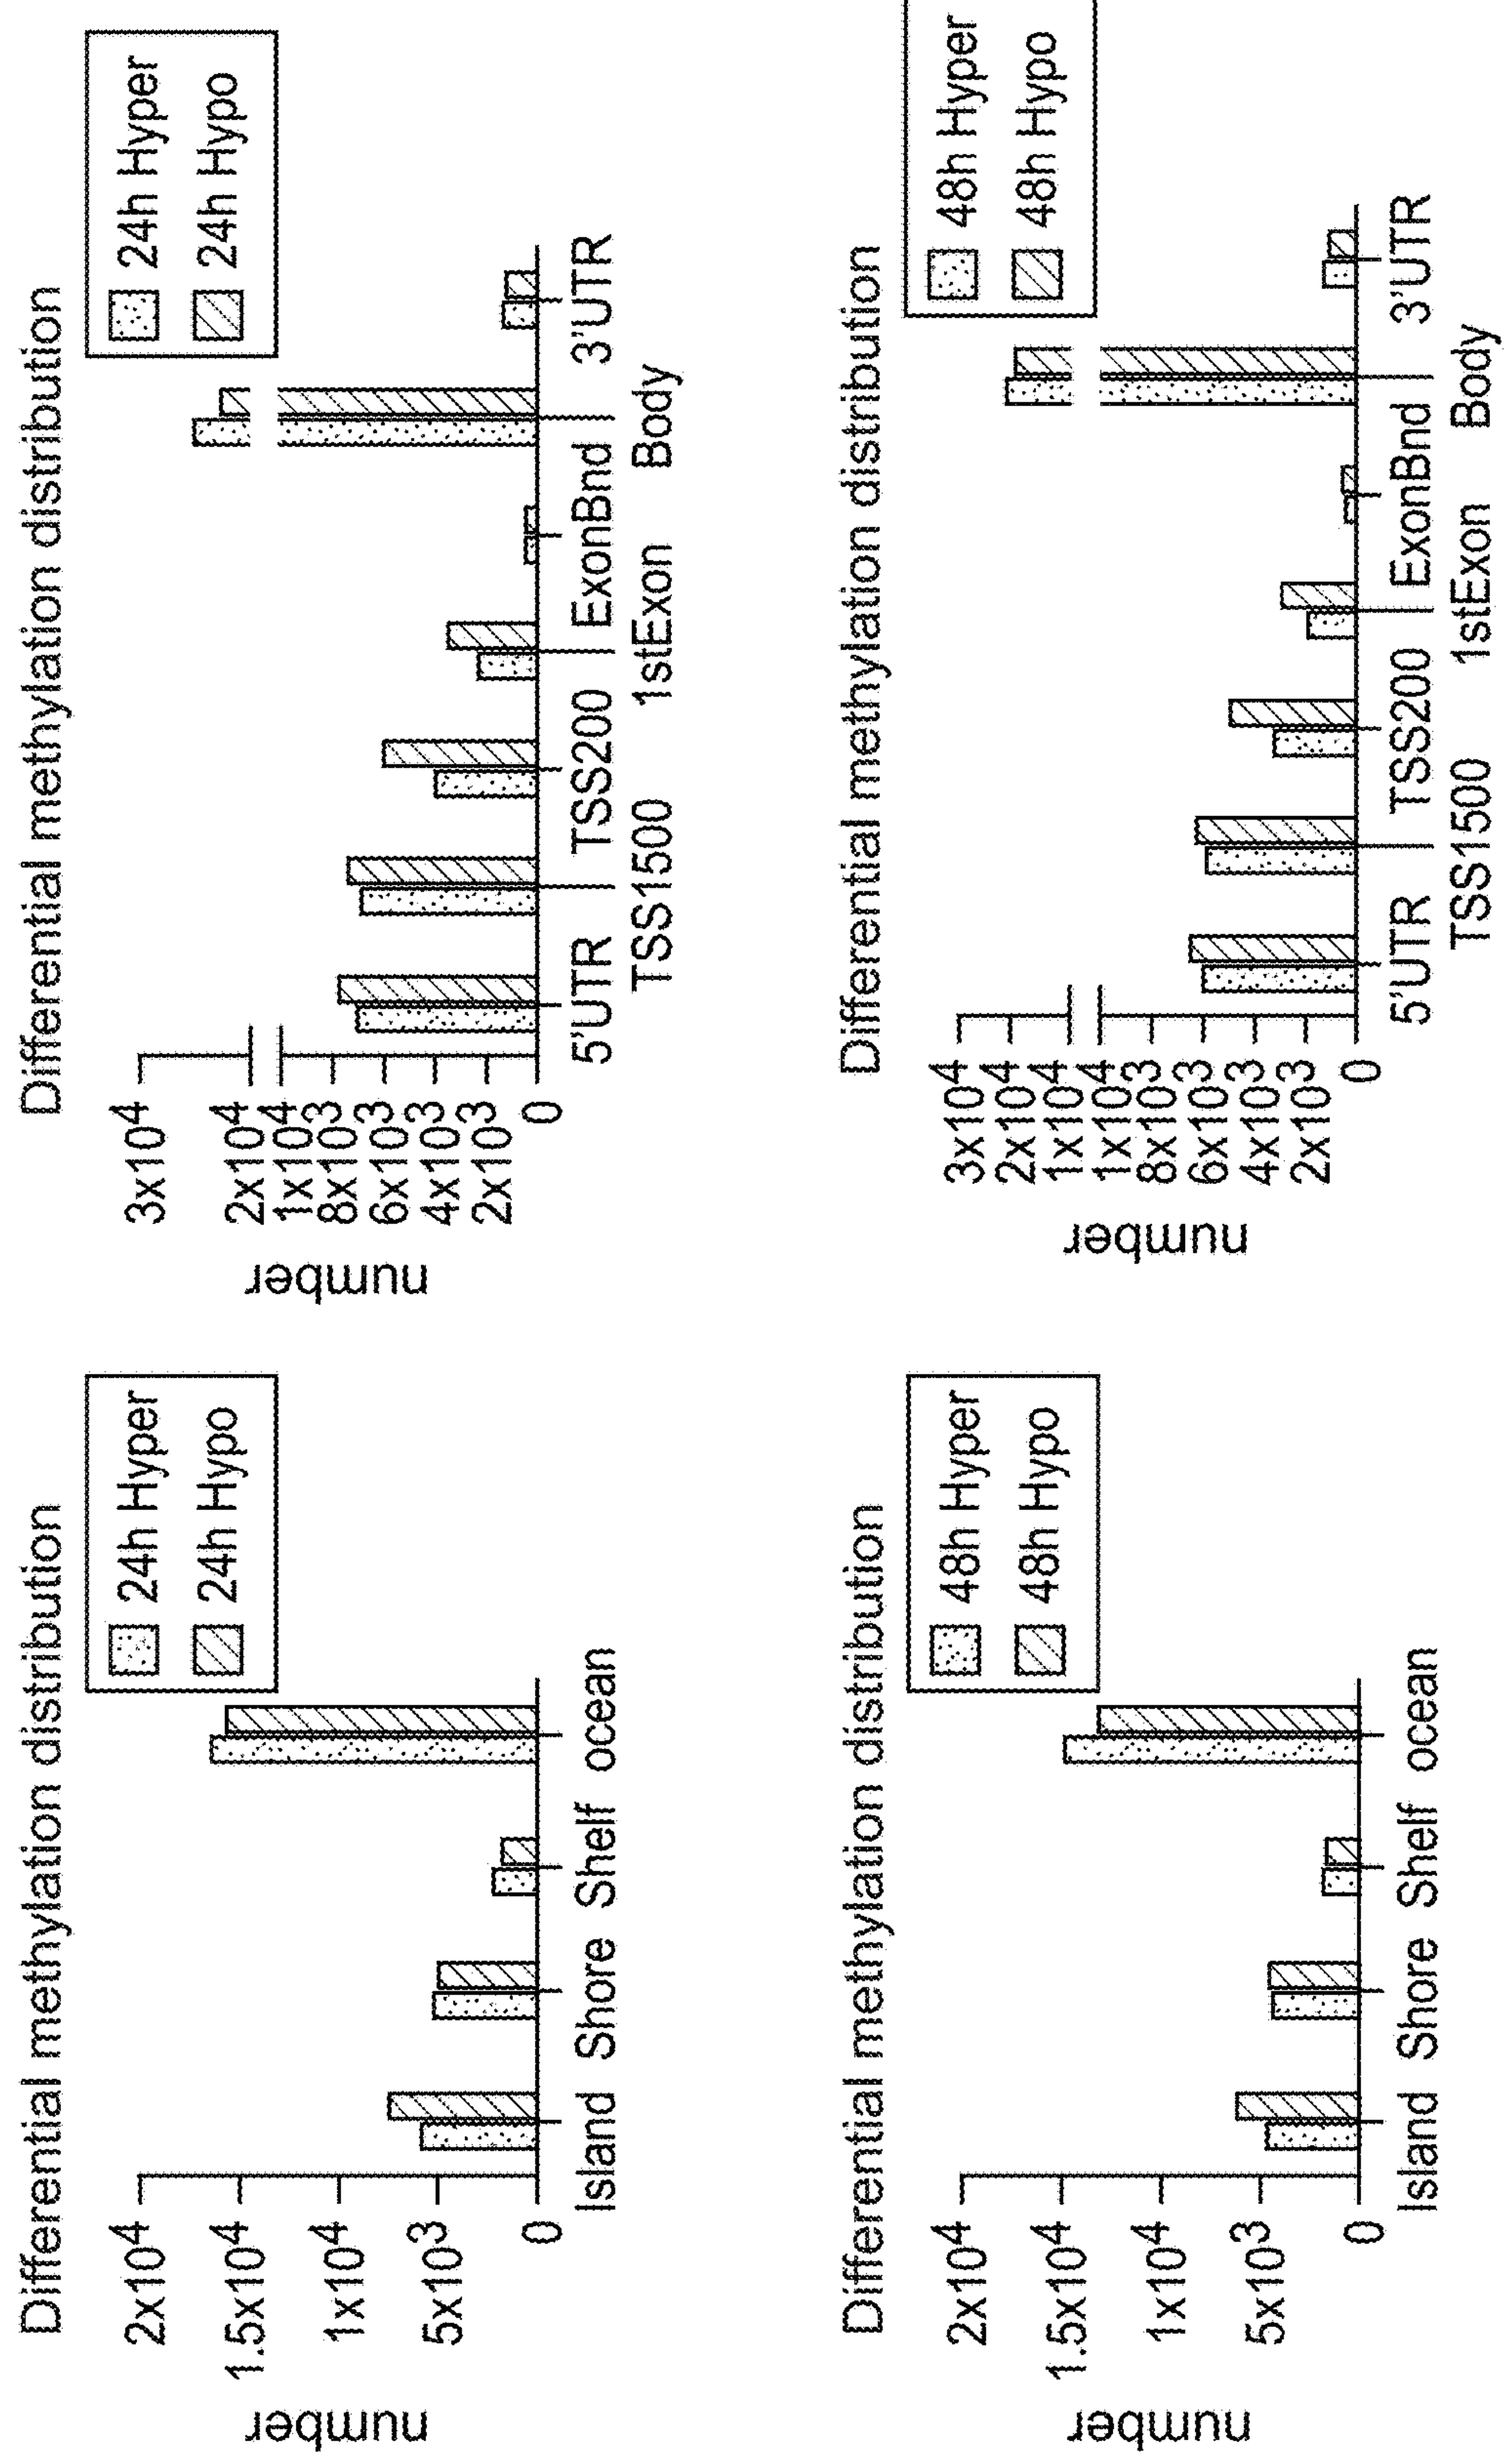 Differential methylation distribution
24h Hyper
24h Hypo
number
2x10⁴
1.5x10⁴
1x10⁴
5x10³
0
Island Shore Shelf ocean
Differential methylation distribution
24h Hyper
24h Hypo
number
3x10⁴
2x10⁴
1x10⁴
8x10³
6x10³
4x10³
2x10³
0
5'UTR TSS200 ExonBnd 3'UTR
TSS1500 1stExon Body
Differential methylation distribution
48h Hyper
48h Hypo
number
2x10⁴
1.5x10⁴
1x10⁴
5x10³
0
Island Shore Shelf ocean
Differential methylation distribution
48h Hyper
48h Hypo
number
3x10⁴
2x10⁴
1x10⁴
1x10⁴
8x10³
6x10³
4x10³
2x10³
0
5'UTR TSS200 ExonBnd 3'UTR
TSS1500 1stExon Body